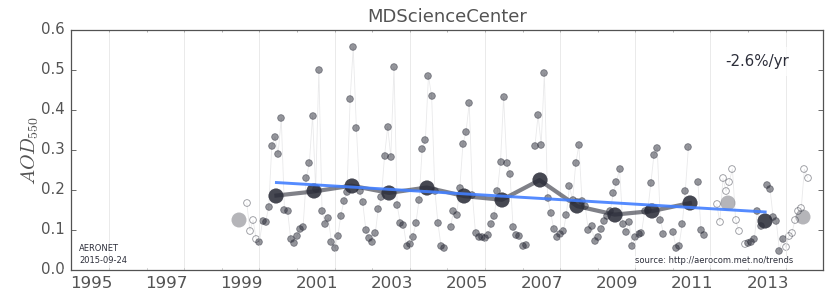 MDScienceCenter
0.6
-2.6%/yr
0.5
0.4
AOD550
0.3
0.2
0.1
AERONET
2015-09-24
source: http://aerocom.met.no/trends
0.0
1995 1997 1999 2001 2003 2005 2007 2009 2011 2013